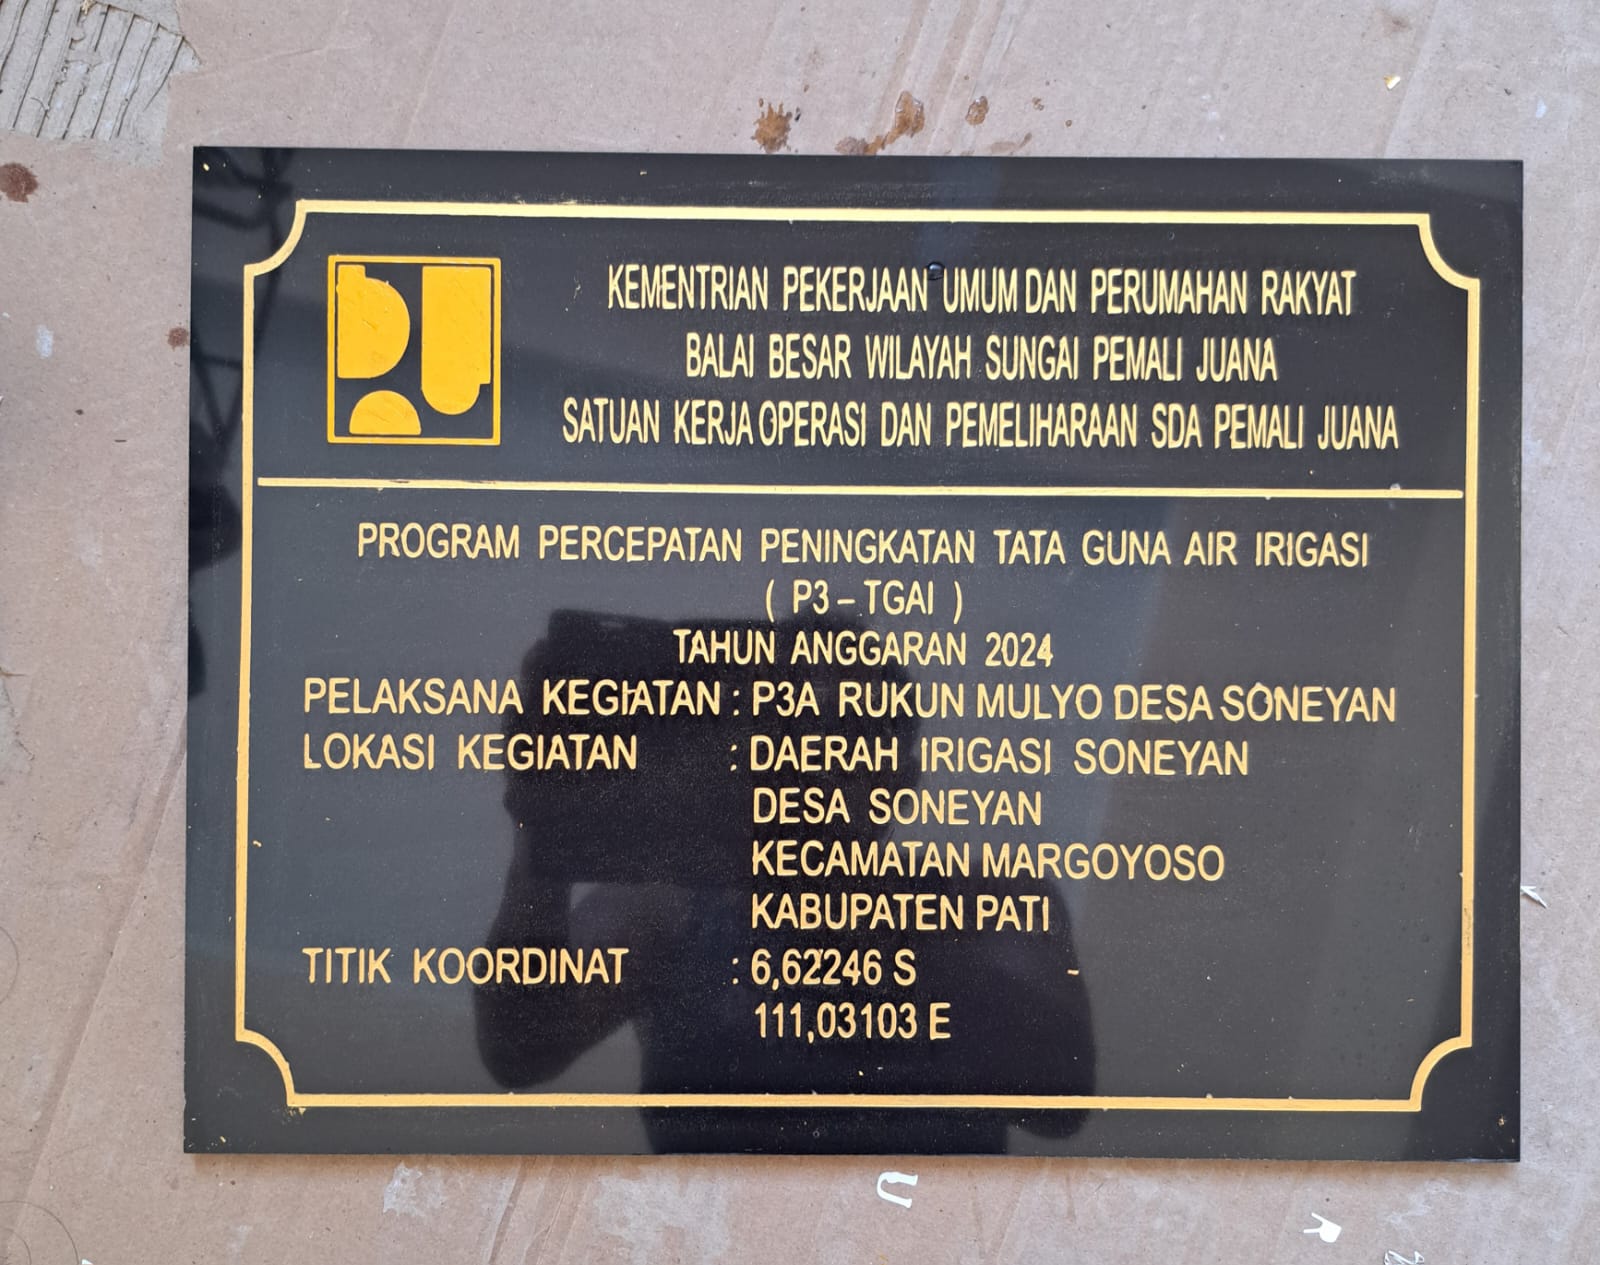 KEMENTRIAN PEKERJAAN UMUM DAN PERUMAHAN RAKYAT
BALAI BESAR WILAYAH SUNGAI PEMALI JUANA
SATUAN KERJA OPERASI DAN PEMELIHARAAN SDA PEMALI JUANA
PROGRAM PERCEPATAN PENINGKATAN TATA GUNA AIR IRIGASI
( P3 – TGAI )
TAHUN ANGGARAN 2024
PELAKSANA KEGIATAN : P3A RUKUN MULYO DESA SONEYAN
LOKASI KEGIATAN : DAERAH IRIGASI SONEYAN
DESA SONEYAN
KECAMATAN MARGOYOSO
KABUPATEN PATI
TITIK KOORDINAT : 6,62246 S
111,03103 E